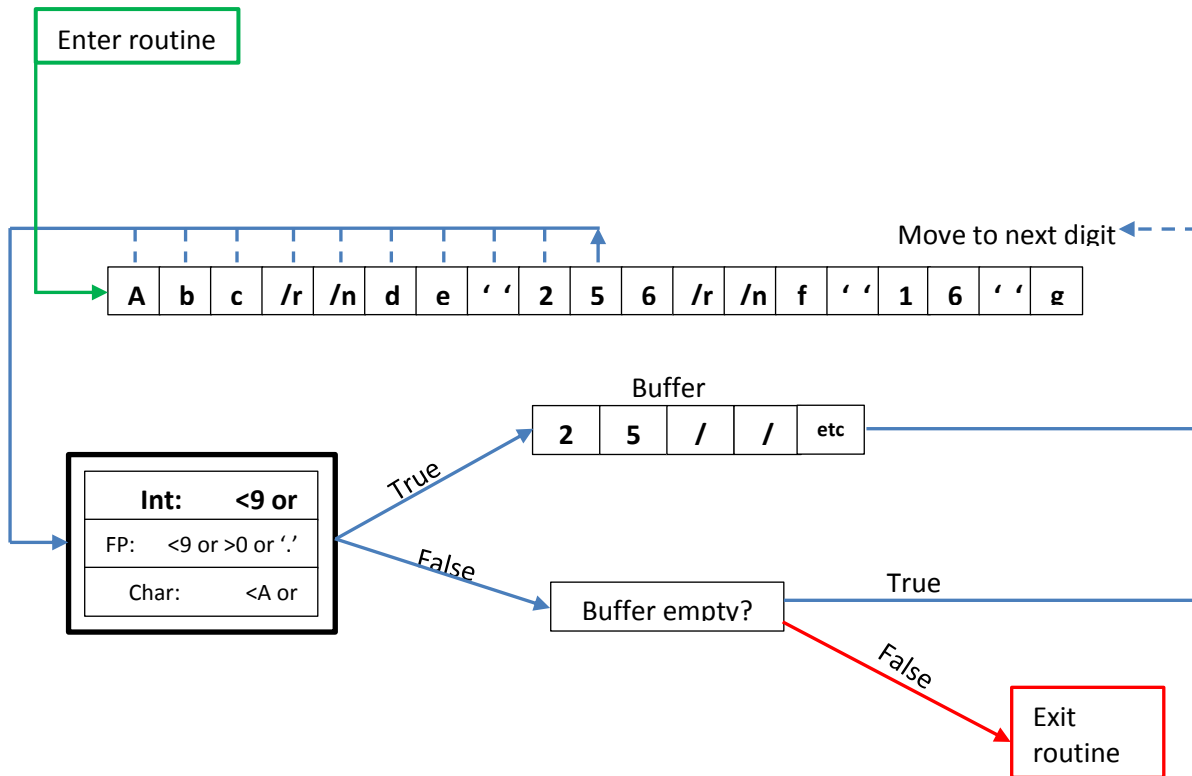 Enter routine
Move to next digit
A b c /r /n d e ‘ ‘ 2 5 6 /r /n f ‘ ‘ 1 6 ‘ ‘ g
Buffer
2 5 / / etc
True
Int: <9 or
FP: <9 or >0 or ‘.’
Char: <A or
False
Buffer empty?
True
False
Exit
routine